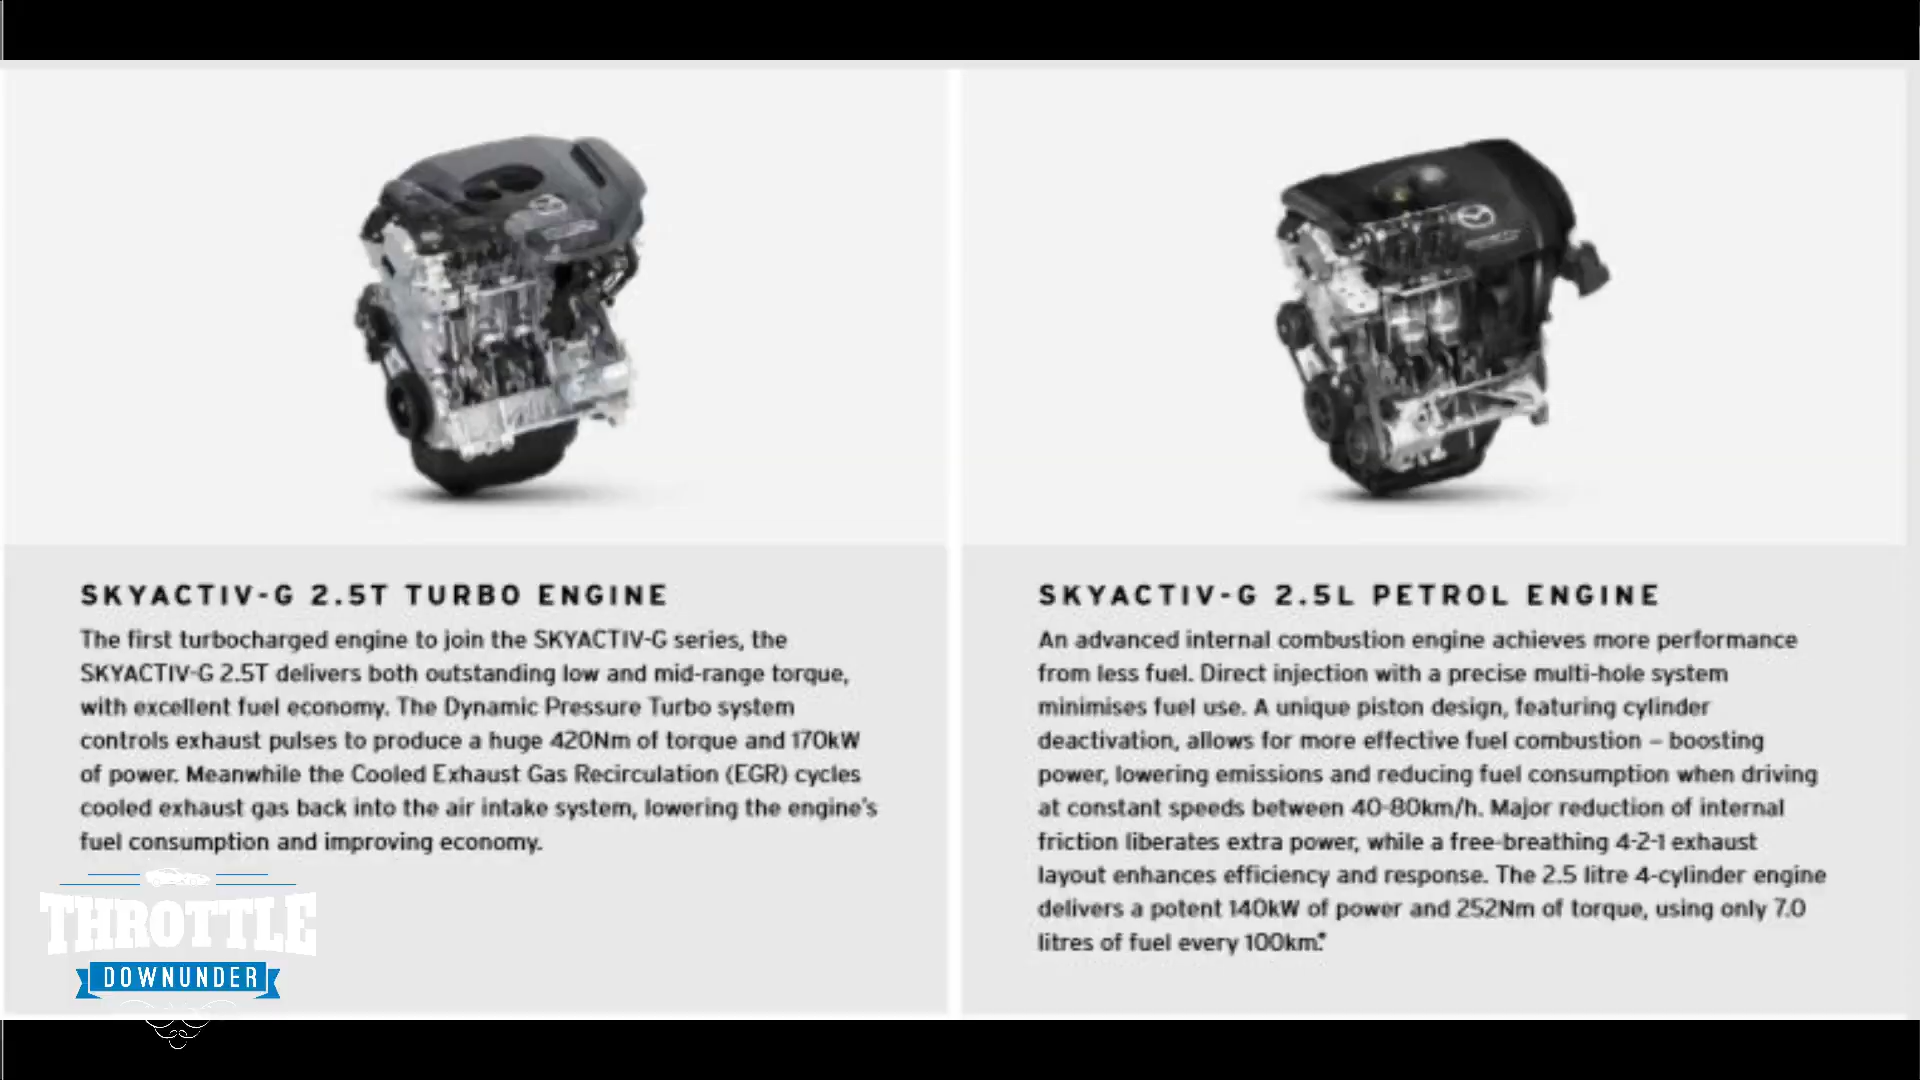 SKYACTIV-G 2.5T TURBO ENGINE
The first turbocharged engine to join the SKYACTIV-G series, the
SKYACTIV-G 2.5T delivers both outstanding low and mid-range torque,
with excellent fuel economy. The Dynamic Pressure Turbo system
controls exhaust pulses to produce a huge 420Nm of torque and 170kW
of power. Meanwhile the Cooled Exhaust Gas Recirculation (EGR) cycles
cooled exhaust gas back into the air intake system, lowering the engine's
fuel consumption and improving economy.
THROTTLE
DOWNUNDER
SKYACTIV-G 2.5L PETROL ENGINE
An advanced internal combustion engine achieves more performance
from less fuel. Direct injection with a precise multi-hole system
minimises fuel use. A unique piston design, featuring cylinder
deactivation, allows for more effective fuel combustion – boosting
power, lowering emissions and reducing fuel consumption when driving
at constant speeds between 40-80km/h. Major reduction of internal
friction liberates extra power, while a free-breathing 4-2-1 exhaust
layout enhances efficiency and response. The 2.5 litre 4-cylinder engine
delivers a potent 140kW of power and 252Nm of torque, using only 7.0
litres of fuel every 100km.*